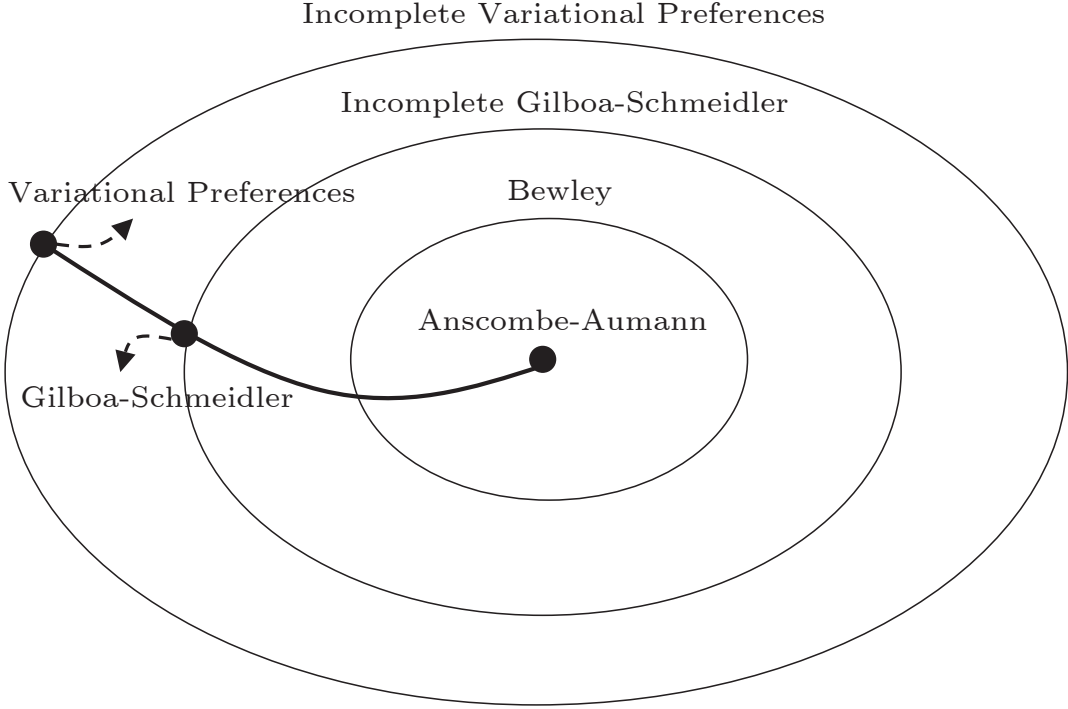 Incomplete Variational Preferences
Incomplete Gilboa-Schmeidler
Variational Preferences
Bewley
Anscombe-Aumann
Gilboa-Schmeidler